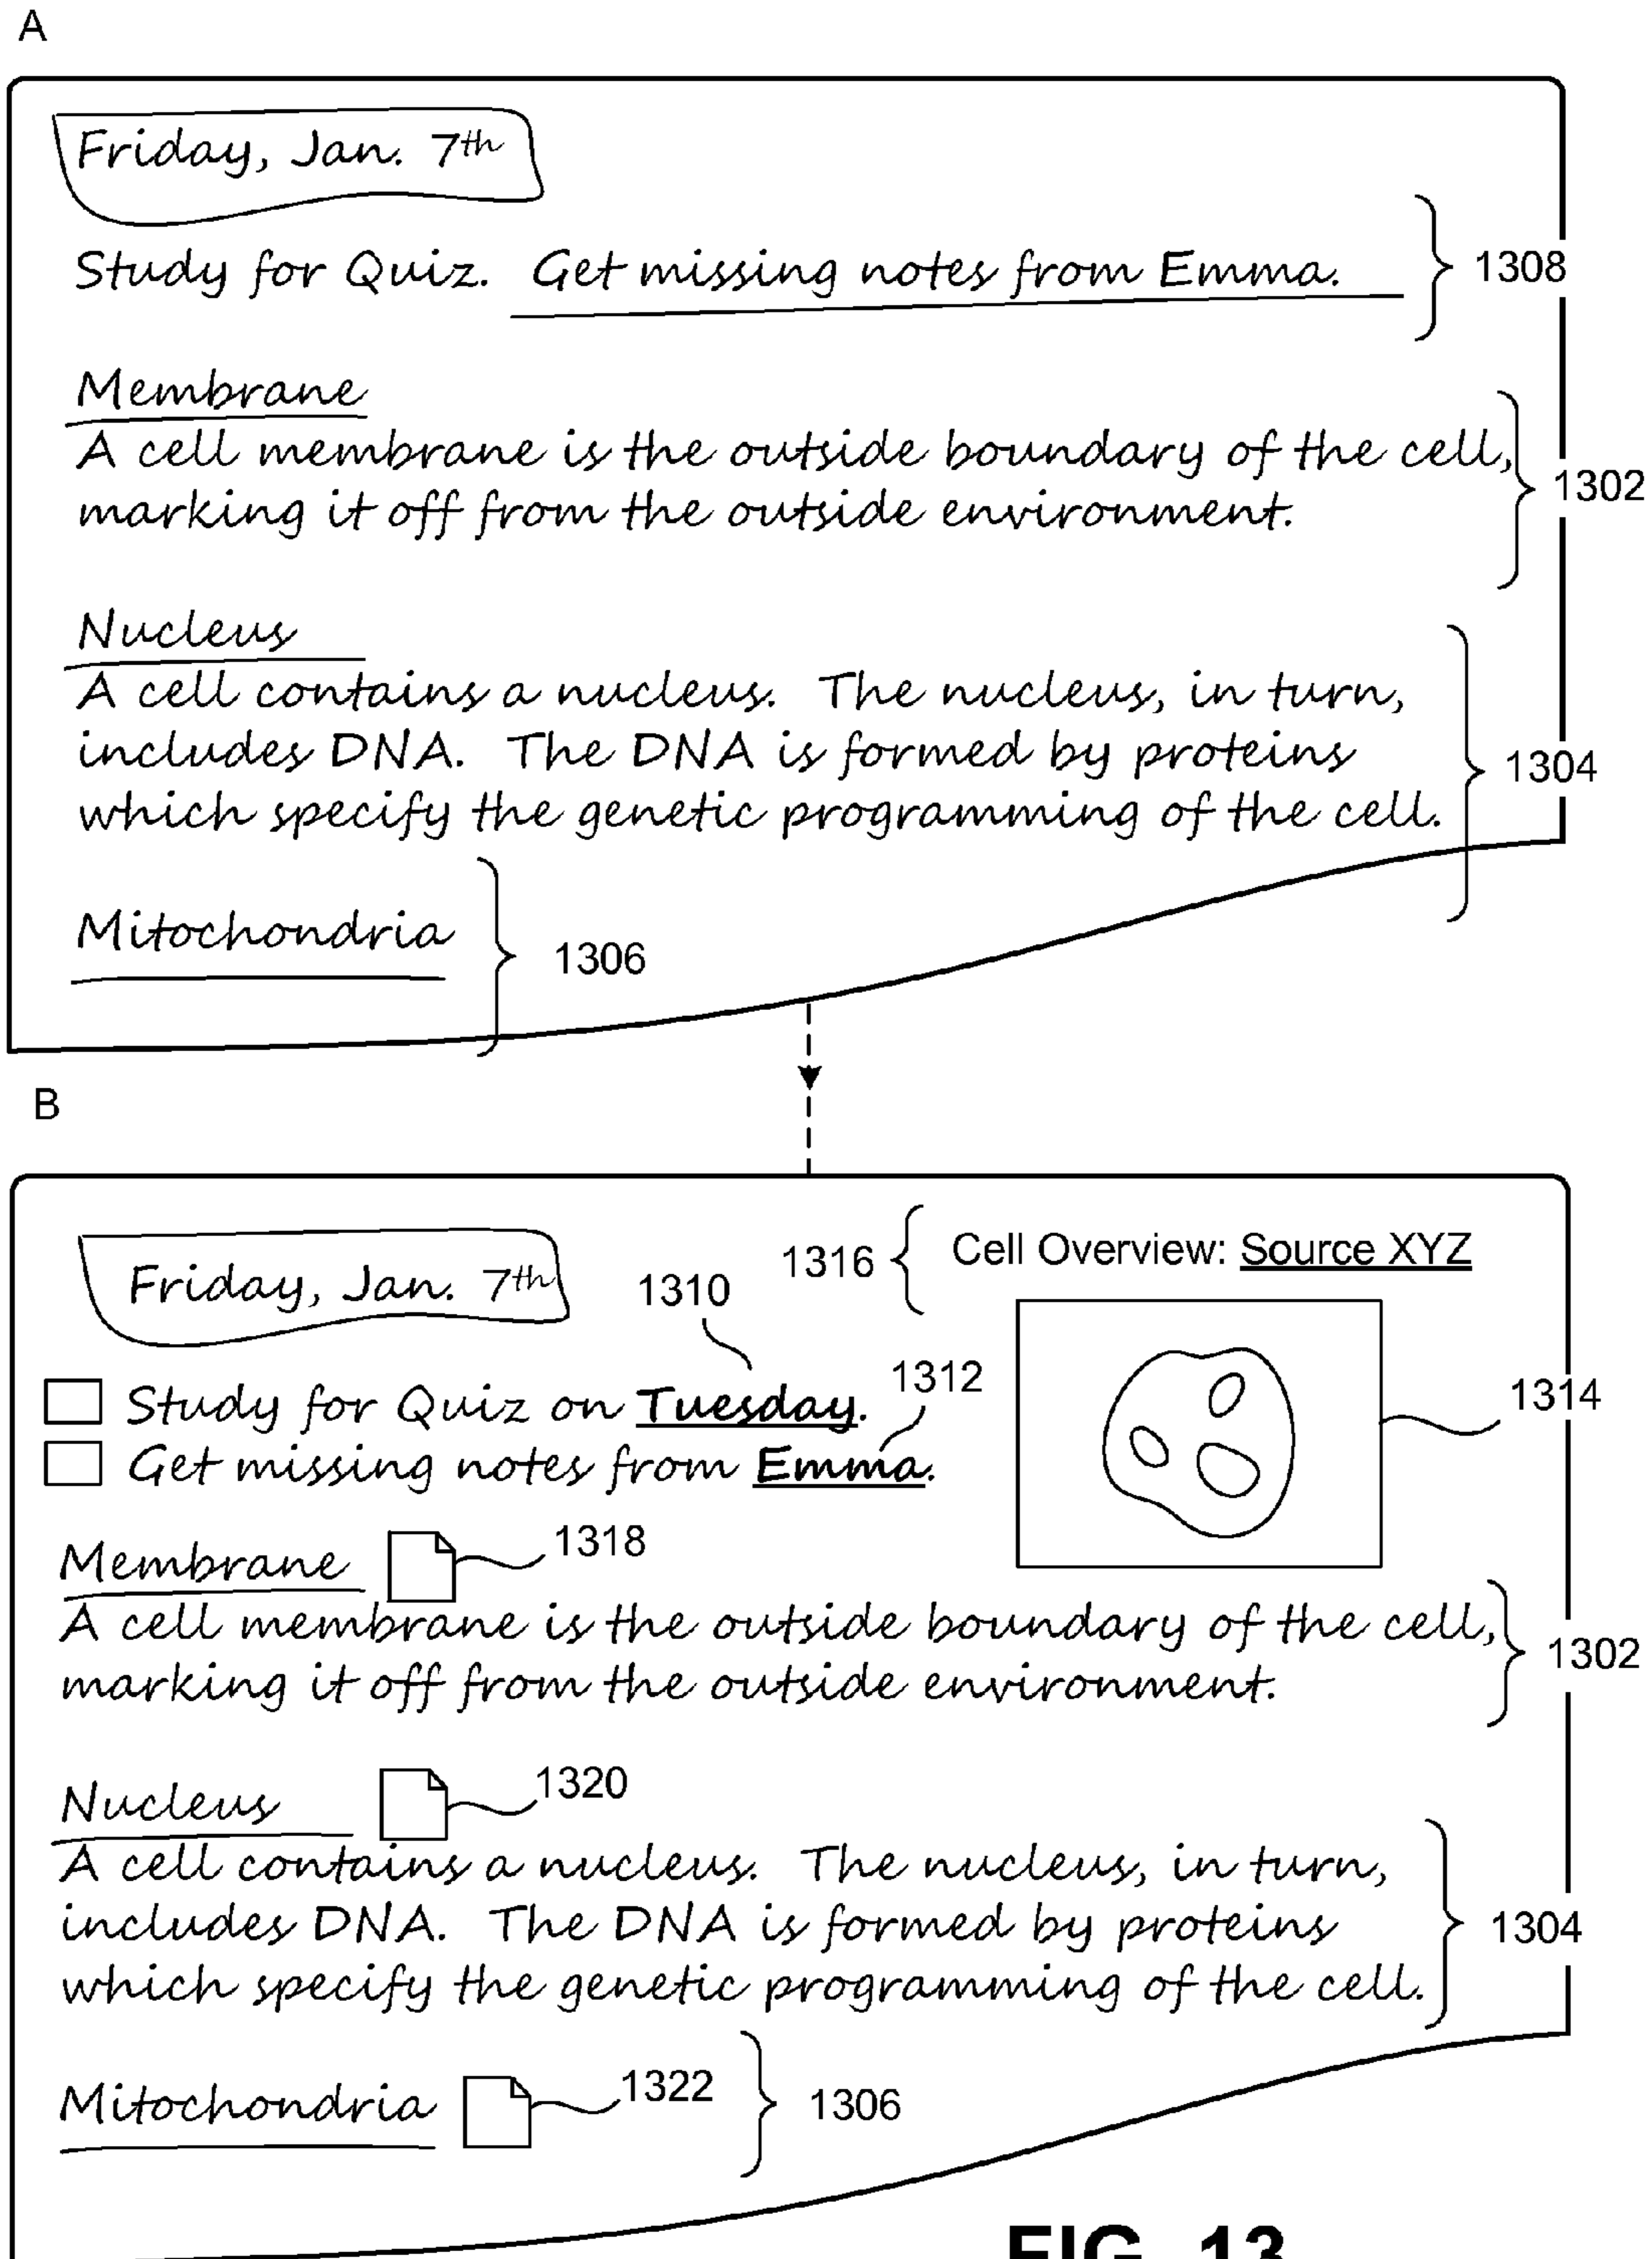 A
Friday, Jan. 7th
Study for Quiz. Get missing notes from Emma.
1308
Membrane
A cell membrane is the outside boundary of the cell,
marking it off from the outside environment.
1302
Nucleus
A cell contains a nucleus. The nucleus, in turn,
includes DNA. The DNA is formed by proteins
which specify the genetic programming of the cell.
1304
Mitochondria
1306
B
1316
Cell Overview: Source XYZ
Friday, Jan. 7th
1310
1312
1314
Study for Quiz on Tuesday.
Get missing notes from Emma.
Membrane
1318
A cell membrane is the outside boundary of the cell,
marking it off from the outside environment.
1302
Nucleus
1320
A cell contains a nucleus. The nucleus, in turn,
includes DNA. The DNA is formed by proteins
which specify the genetic programming of the cell.
1304
Mitochondria
1322
1306
FIG. 13